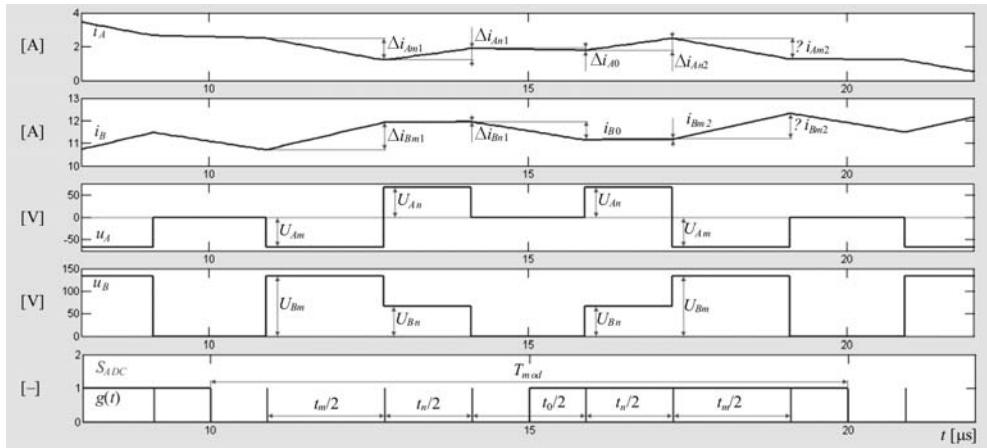 4
[A]
i_A
2
Δi_Am1
Δi_An1
Δi_A0
Δi_An2
? i_Am2
0
10 15 20
13
12
[A]
i_B
11
Δi_Bm1
Δi_Bn1
i_B0
i_Bm2
? i_Bm2
10
10 15 20
50
[V]
0
U_An
U_An
-50
u_A
U_Am
U_Am
10 15 20
150
u_B
100
[V]
50
U_Bm
U_Bn
U_Bn
U_Bm
0
10 15 20
2
S_ADC
T_mod
[–]
1
g(t)
t_m/2
t_n/2
t_0/2
t_n/2
t_m/2
0
10 15 20
t [μs]